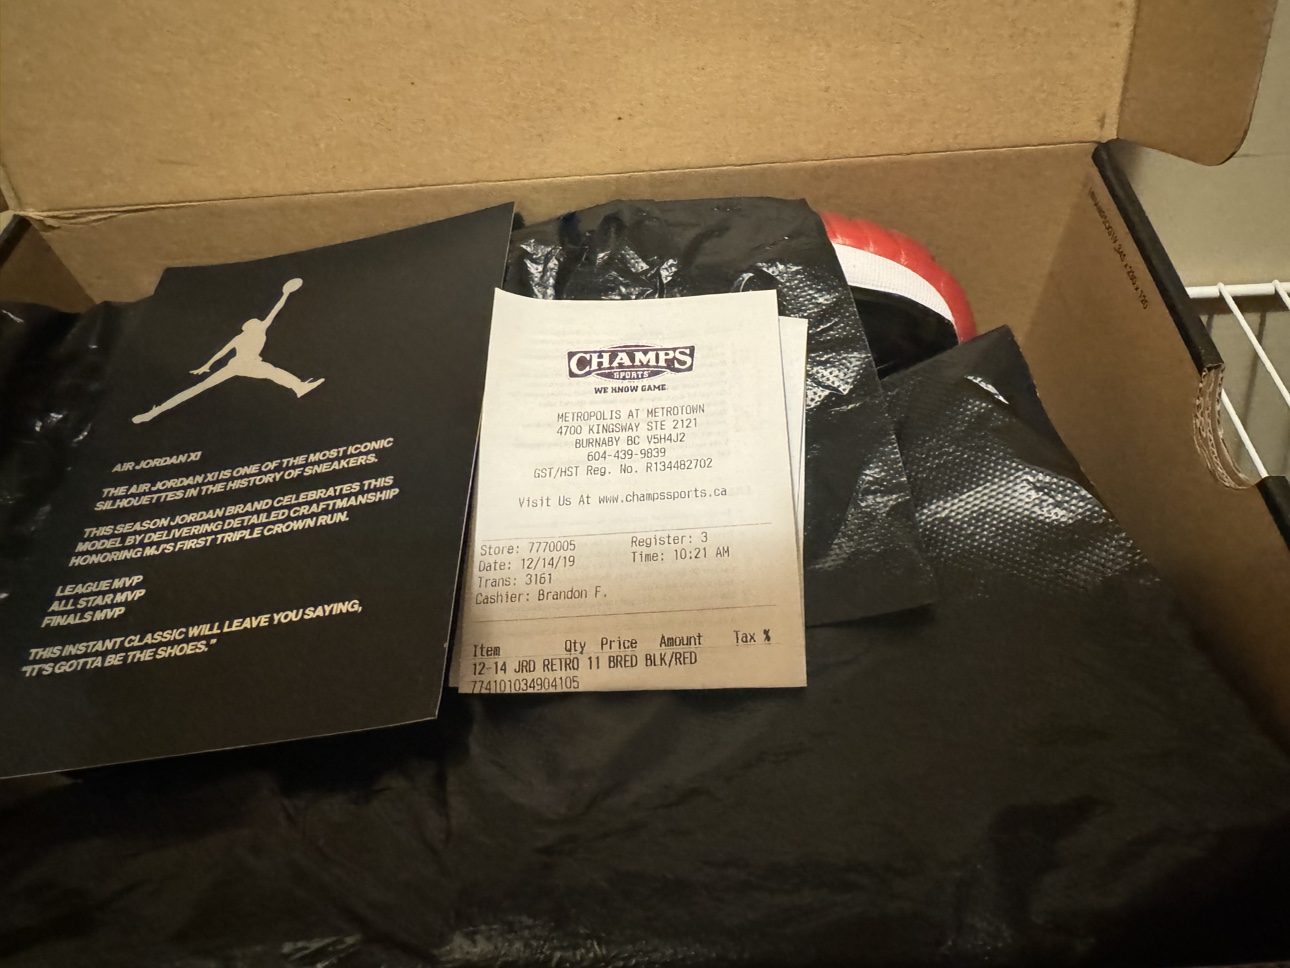 AIR JORDAN XI
THE AIR JORDAN XI IS ONE OF THE MOST ICONIC
SILHOUETTES IN THE HISTORY OF SNEAKERS.
THIS SEASON JORDAN BRAND CELEBRATES THIS
MODEL BY DELIVERING DETAILED CRAFTMANSHIP
HONORING MJ'S FIRST TRIPLE CROWN RUN.
LEAGUE MVP
ALL STAR MVP
FINALS MVP
THIS INSTANT CLASSIC WILL LEAVE YOU SAYING,
"IT'S GOTTA BE THE SHOES."
CHAMPS
SPORTS
WE KNOW GAME.
METROPOLIS AT METROTOWN
4700 KINGSWAY STE 2121
BURNABY BC V5H4J2
604-439-9839
GST/HST Reg. No. R134482702
Visit Us At www.champssports.ca
Store: 7770005 Register: 3
Date: 12/14/19 Time: 10:21 AM
Trans: 3161
Cashier: Brandon F.
Item Qty Price Amount Tax %
12-14 JRD RETRO 11 BRED BLK/RED
774101034904105